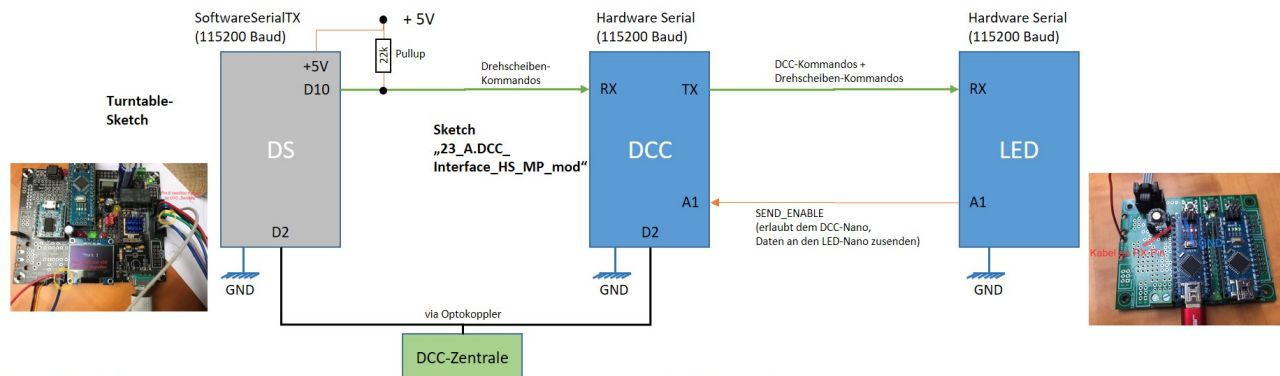 SoftwareSerialTX
(115200 Baud)
+ 5V
22k
Pullup
+5V
D10
DS
D2
GND
Turntable-
Sketch
Drehscheiben-
Kommandos
Sketch
„23_A.DCC_
Interface_HS_MP_mod“
Hardware Serial
(115200 Baud)
RX
TX
DCC
A1
D2
GND
DCC-Kommandos +
Drehscheiben-Kommandos
SEND_ENABLE
(erlaubt dem DCC-Nano,
Daten an den LED-Nano zusenden)
Hardware Serial
(115200 Baud)
RX
LED
A1
GND
via Optokoppler
DCC-Zentrale
GND